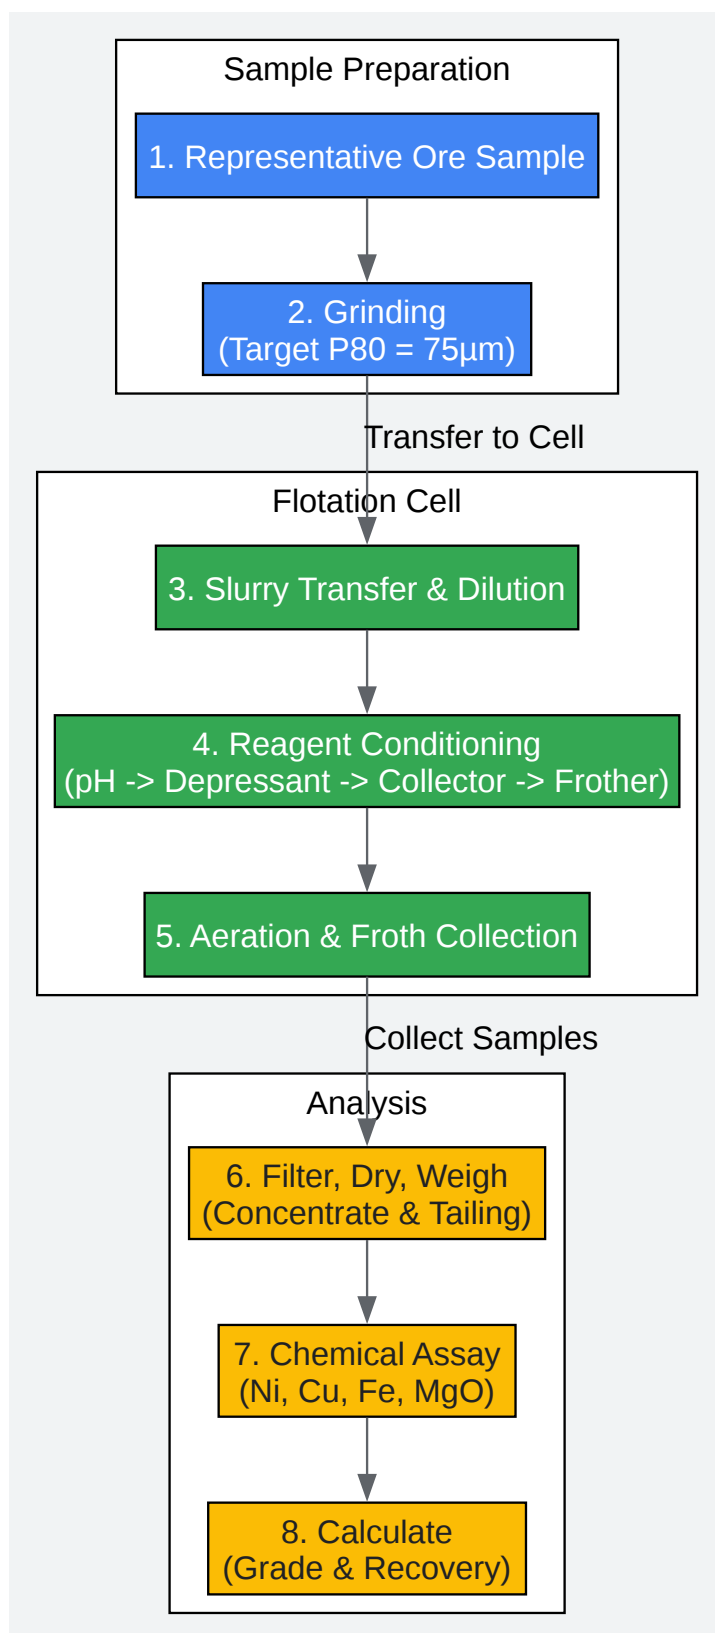 Sample Preparation
1. Representative Ore Sample
2. Grinding
(Target P80 = 75µm)
Transfer to Cell
Flotation Cell
3. Slurry Transfer & Dilution
4. Reagent Conditioning
(pH -> Depressant -> Collector -> Frother)
5. Aeration & Froth Collection
Collect Samples
Analysis
6. Filter, Dry, Weigh
(Concentrate & Tailing)
7. Chemical Assay
(Ni, Cu, Fe, MgO)
8. Calculate
(Grade & Recovery)